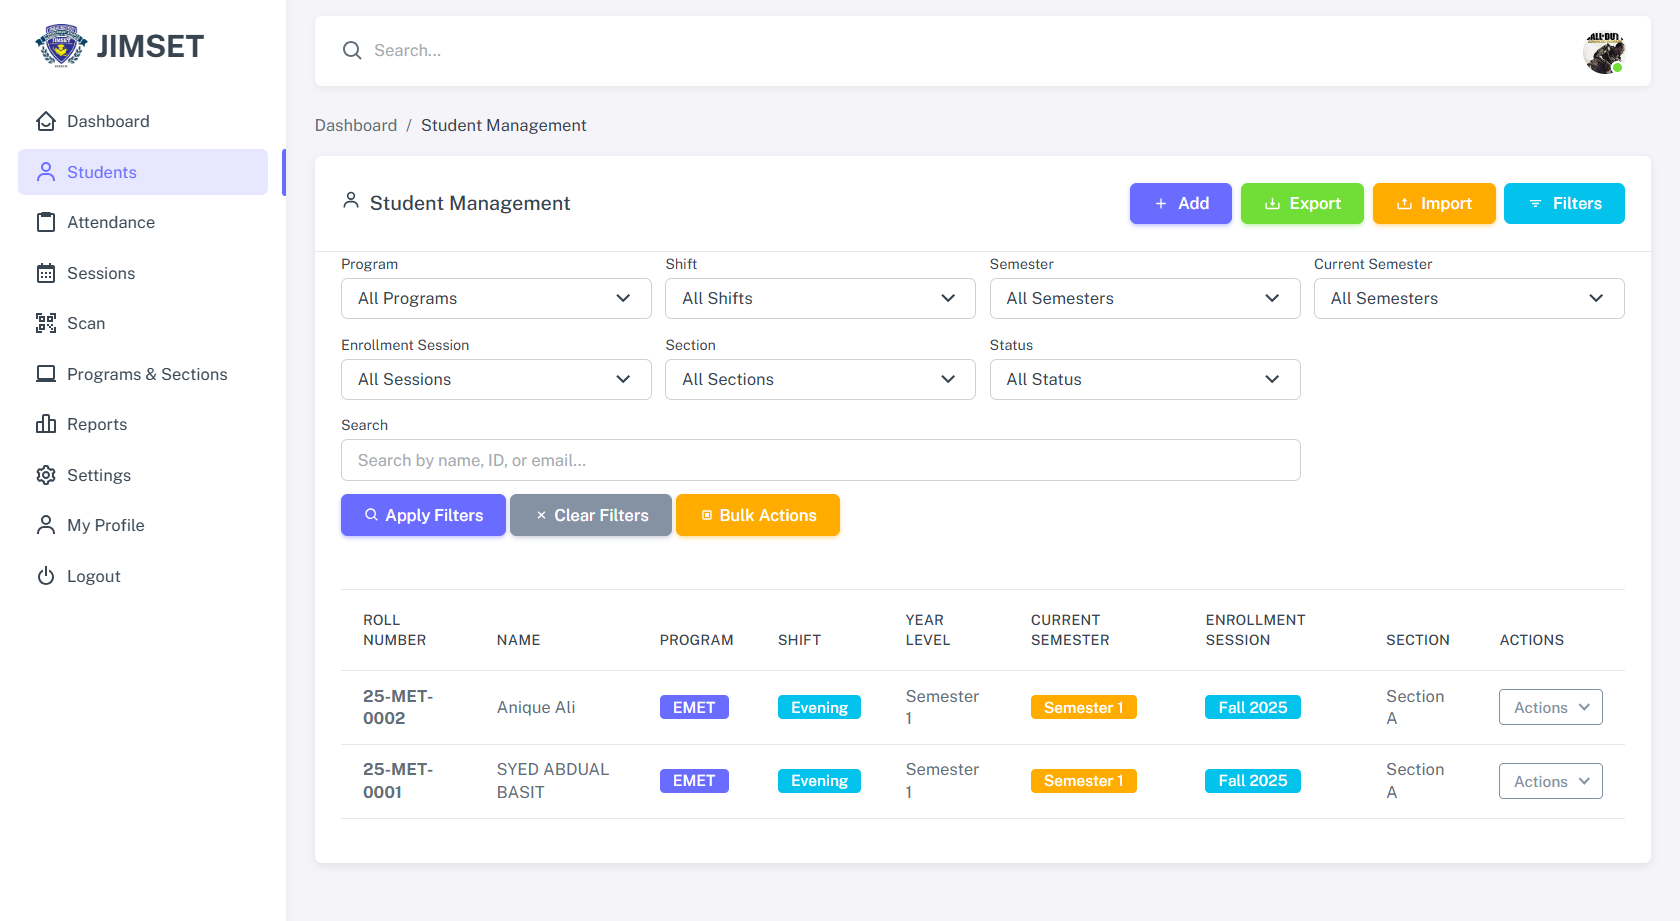 JIMSET
Search...
Dashboard
Students
Attendance
Sessions
Scan
Programs & Sections
Reports
Settings
My Profile
Logout
Dashboard / Student Management
Student Management
Add
Export
Import
Filters
Program
Shift
Semester
Current Semester
All Programs
All Shifts
All Semesters
All Semesters
Enrollment Session
Section
Status
All Sessions
All Sections
All Status
Search
Search by name, ID, or email...
Apply Filters
Clear Filters
Bulk Actions
ROLL NUMBER
NAME
PROGRAM
SHIFT
YEAR LEVEL
CURRENT SEMESTER
ENROLLMENT SESSION
SECTION
ACTIONS
25-MET-
0002
Anique Ali
EMET
Evening
Semester
1
Semester 1
Fall 2025
Section
A
Actions
25-MET-
0001
SYED ABDUAL
BASIT
EMET
Evening
Semester
1
Semester 1
Fall 2025
Section
A
Actions